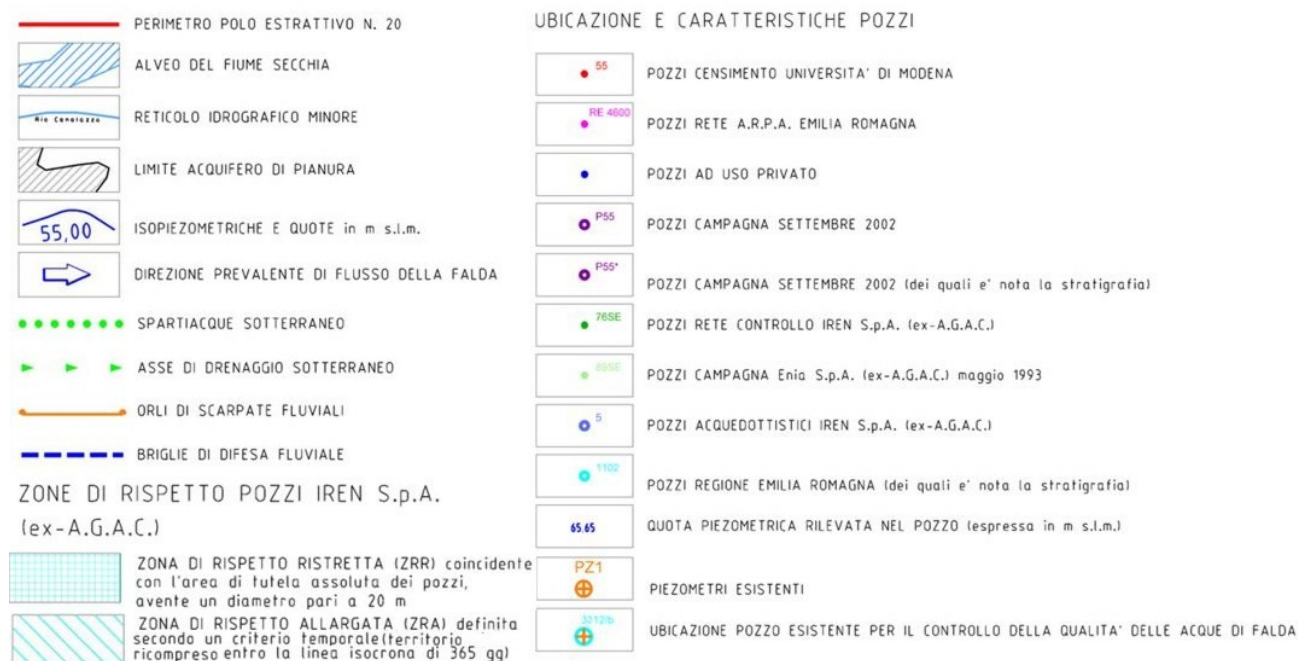 PERIMETRO POLO ESTRATTIVO N. 20
ALVEO DEL FIUME SECCHIA
Rio Canalazzo
RETICOLO IDROGRAFICO MINORE
LIMITE ACQUIFERO DI PIANURA
55,00
ISOPIEZOMETRICHE E QUOTE in m s.l.m.
DIREZIONE PREVALENTE DI FLUSSO DELLA FALDA
SPARTIACQUE SOTTERRANEO
ASSE DI DRENAGGIO SOTTERRANEO
ORLI DI SCARPATE FLUVIALI
BRIGLIE DI DIFESA FLUVIALE
ZONE DI RISPETTO POZZI IREN S.p.A.
(ex-A.G.A.C.)
ZONA DI RISPETTO RISTRETTA (ZRR) coincidente
con l'area di tutela assoluta dei pozzi,
avente un diametro pari a 20 m
ZONA DI RISPETTO ALLARGATA (ZRA) definita
secondo un criterio temporale(territorio
ricompreso entro la linea isocrona di 365 gg)
UBICAZIONE E CARATTERISTICHE POZZI
55
POZZI CENSIMENTO UNIVERSITA' DI MODENA
RE 4600
POZZI RETE A.R.P.A. EMILIA ROMAGNA
POZZI AD USO PRIVATO
P55
POZZI CAMPAGNA SETTEMBRE 2002
P55*
POZZI CAMPAGNA SETTEMBRE 2002 (dei quali e' nota la stratigrafia)
76SE
POZZI RETE CONTROLLO IREN S.p.A. (ex-A.G.A.C.)
89SE
POZZI CAMPAGNA Enia S.p.A. (ex-A.G.A.C.) maggio 1993
5
POZZI ACQUEDOTTISTICI IREN S.p.A. (ex-A.G.A.C.)
1102
POZZI REGIONE EMILIA ROMAGNA (dei quali e' nota la stratigrafia)
65,65
QUOTA PIEZOMETRICA RILEVATA NEL POZZO (espressa in m s.l.m.)
PZ1
PIEZOMETRI ESISTENTI
3212/b
UBICAZIONE POZZO ESISTENTE PER IL CONTROLLO DELLA QUALITA' DELLE ACQUE DI FALDA